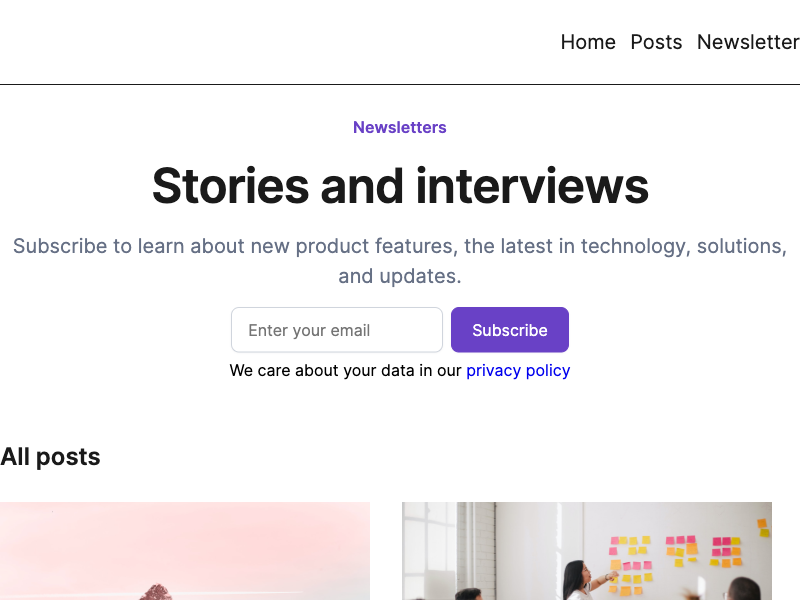 Home Posts Newsletter
Newsletters
Stories and interviews
Subscribe to learn about new product features, the latest in technology, solutions,
and updates.
Enter your email
Subscribe
We care about your data in our privacy policy
All posts